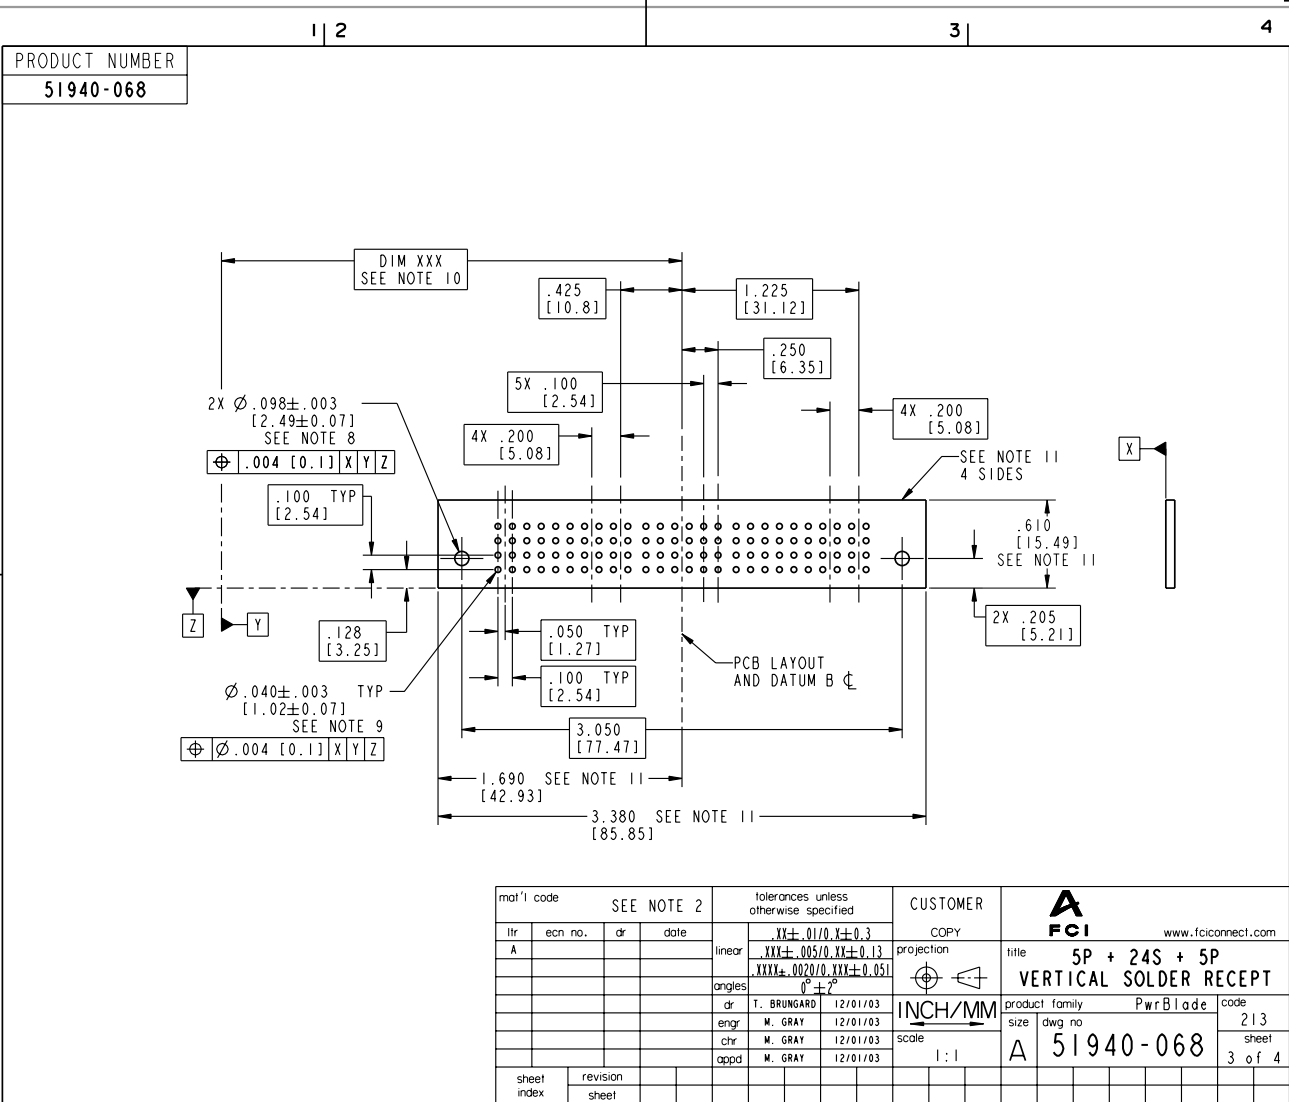 1 2 3 4
PRODUCT NUMBER
51940-068
DIM XXX
SEE NOTE 10
.425
[10.8]
1.225
[31.12]
.250
[6.35]
5X .100
[2.54]
4X .200
[5.08]
4X .200
[5.08]
2X Ø.098±.003
[2.49±0.07]
SEE NOTE 8
⌖ .004 [0.1] X Y Z
.100 TYP
[2.54]
SEE NOTE 11
4 SIDES
X
.610
[15.49]
SEE NOTE 11
Z
Y
.128
[3.25]
.050 TYP
[1.27]
2X .205
[5.21]
.100 TYP
[2.54]
PCB LAYOUT
AND DATUM B ℄
Ø.040±.003 TYP
[1.02±0.07]
SEE NOTE 9
⌖ Ø.004 [0.1] X Y Z
3.050
[77.47]
1.690 SEE NOTE 11
[42.93]
3.380 SEE NOTE 11
[85.85]
mat'l code
SEE NOTE 2
ltr ecn no. dr date
A
tolerances unless
otherwise specified
linear
.XX±.01/0.X±0.3
.XXX±.005/0.XX±0.13
.XXXX±.0020/0.XXX±0.051
angles 0°±2°
dr T. BRUNGARD 12/01/03
engr M. GRAY 12/01/03
chr M. GRAY 12/01/03
appd M. GRAY 12/01/03
CUSTOMER
COPY
projection
INCH/MM
scale
1:1
FCI
www.fciconnect.com
title
5P + 24S + 5P
VERTICAL SOLDER RECEPT
product family PwrBlade
code
213
size
A
dwg no
51940-068
sheet
3 of 4
sheet
index
revision
sheet